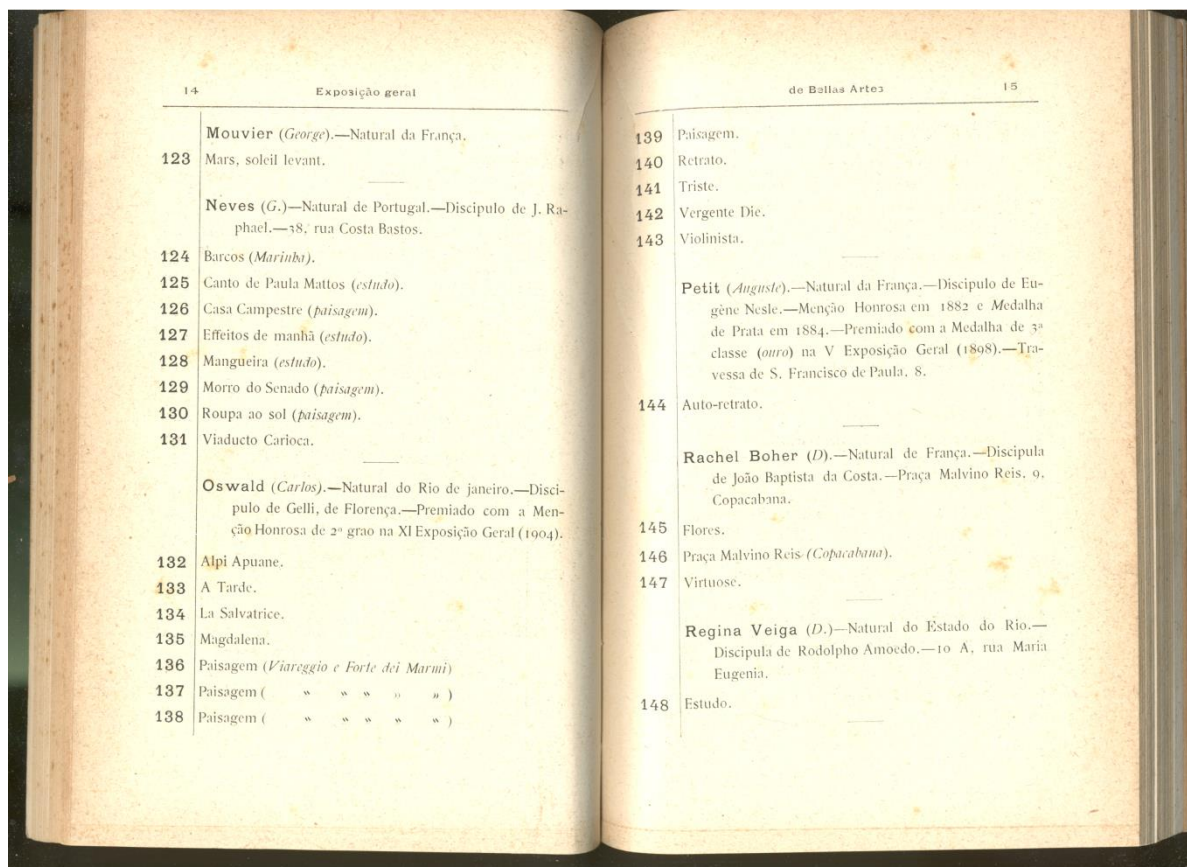 14 Exposição geral
Mouvier (George).—Natural da França.
123 Mars, soleil levant.
Neves (G.)—Natural de Portugal.—Discipulo de J. Ra-
phael.—38, rua Costa Bastos.
124 Barcos (Marinha).
125 Canto de Paula Mattos (estudo).
126 Casa Campestre (paisagem).
127 Effeitos de manhã (estudo).
128 Mangueira (estudo).
129 Morro do Senado (paisagem).
130 Roupa ao sol (paisagem).
131 Viaducto Carioca.
Oswald (Carlos).—Natural do Rio de janeiro.—Disci-
pulo de Gelli, de Florença.—Premiado com a Men-
ção Honrosa de 2º grao na XI Exposição Geral (1904).
132 Alpi Apuane.
133 A Tarde.
134 La Salvatrice.
135 Magdalena.
136 Paisagem (Viareggio e Forte dei Marmi)
137 Paisagem ( " " " " " )
138 Paisagem ( " " " " " )
de Bellas Artes 15
139 Paisagem.
140 Retrato.
141 Triste.
142 Vergente Die.
143 Violinista.
Petit (Auguste).—Natural da França.—Discipulo de Eu-
gène Nesle.—Menção Honrosa em 1882 e Medalha
de Prata em 1884.—Premiado com a Medalha de 3ª
classe (ouro) na V Exposição Geral (1898).—Tra-
vessa de S. Francisco de Paula, 8.
144 Auto-retrato.
Rachel Boher (D).—Natural de França.—Discipula
de João Baptista da Costa.—Praça Malvino Reis, 9,
Copacabana.
145 Flores.
146 Praça Malvino Reis (Copacabana).
147 Virtuose.
Regina Veiga (D.)—Natural do Estado do Rio.—
Discipula de Rodolpho Amoedo.—10 A, rua Maria
Eugenia.
148 Estudo.